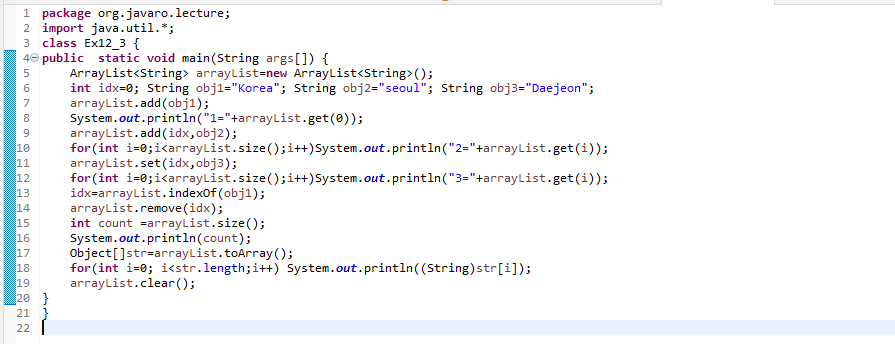 1 package org.javaro.lecture;
2 import java.util.*;
3 class Ex12_3 {
4 public  static void main(String args[]) {
5     ArrayList<String> arrayList=new ArrayList<String>();
6     int idx=0; String obj1="Korea"; String obj2="seoul"; String obj3="Daejeon";
7     arrayList.add(obj1);
8     System.out.println("1="+arrayList.get(0));
9     arrayList.add(idx,obj2);
10     for(int i=0;i<arrayList.size();i++)System.out.println("2="+arrayList.get(i));
11     arrayList.set(idx,obj3);
12     for(int i=0;i<arrayList.size();i++)System.out.println("3="+arrayList.get(i));
13     idx=arrayList.indexOf(obj1);
14     arrayList.remove(idx);
15     int count =arrayList.size();
16     System.out.println(count);
17     Object[]str=arrayList.toArray();
18     for(int i=0; i<str.length;i++) System.out.println((String)str[i]);
19     arrayList.clear();
20 }
21 }
22